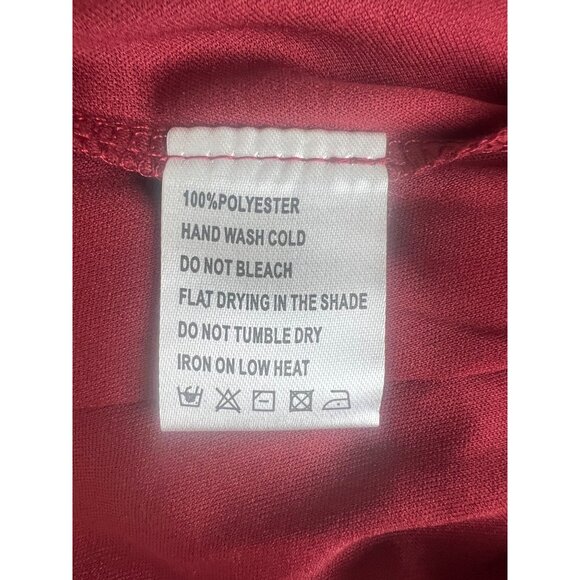 100%POLYESTER
HAND WASH COLD
DO NOT BLEACH
FLAT DRYING IN THE SHADE
DO NOT TUMBLE DRY
IRON ON LOW HEAT